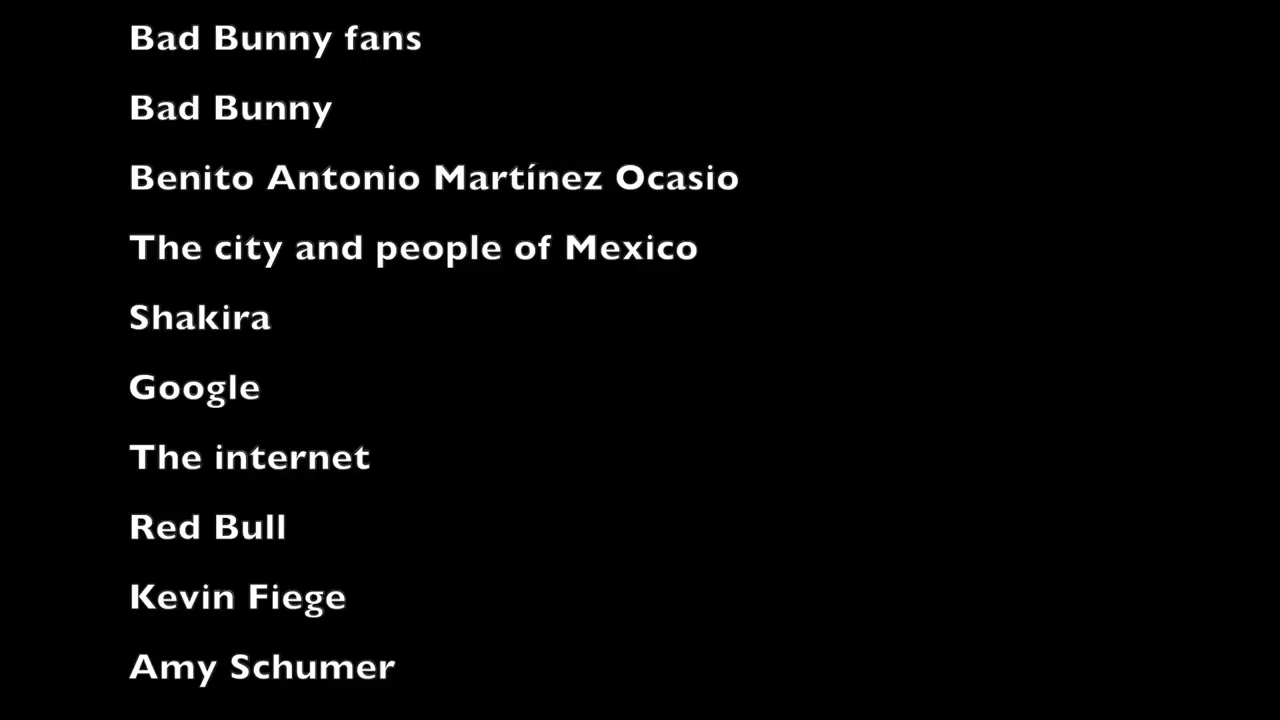 Bad Bunny fans
Bad Bunny
Benito Antonio Martínez Ocasio
The city and people of Mexico
Shakira
Google
The internet
Red Bull
Kevin Fiege
Amy Schumer